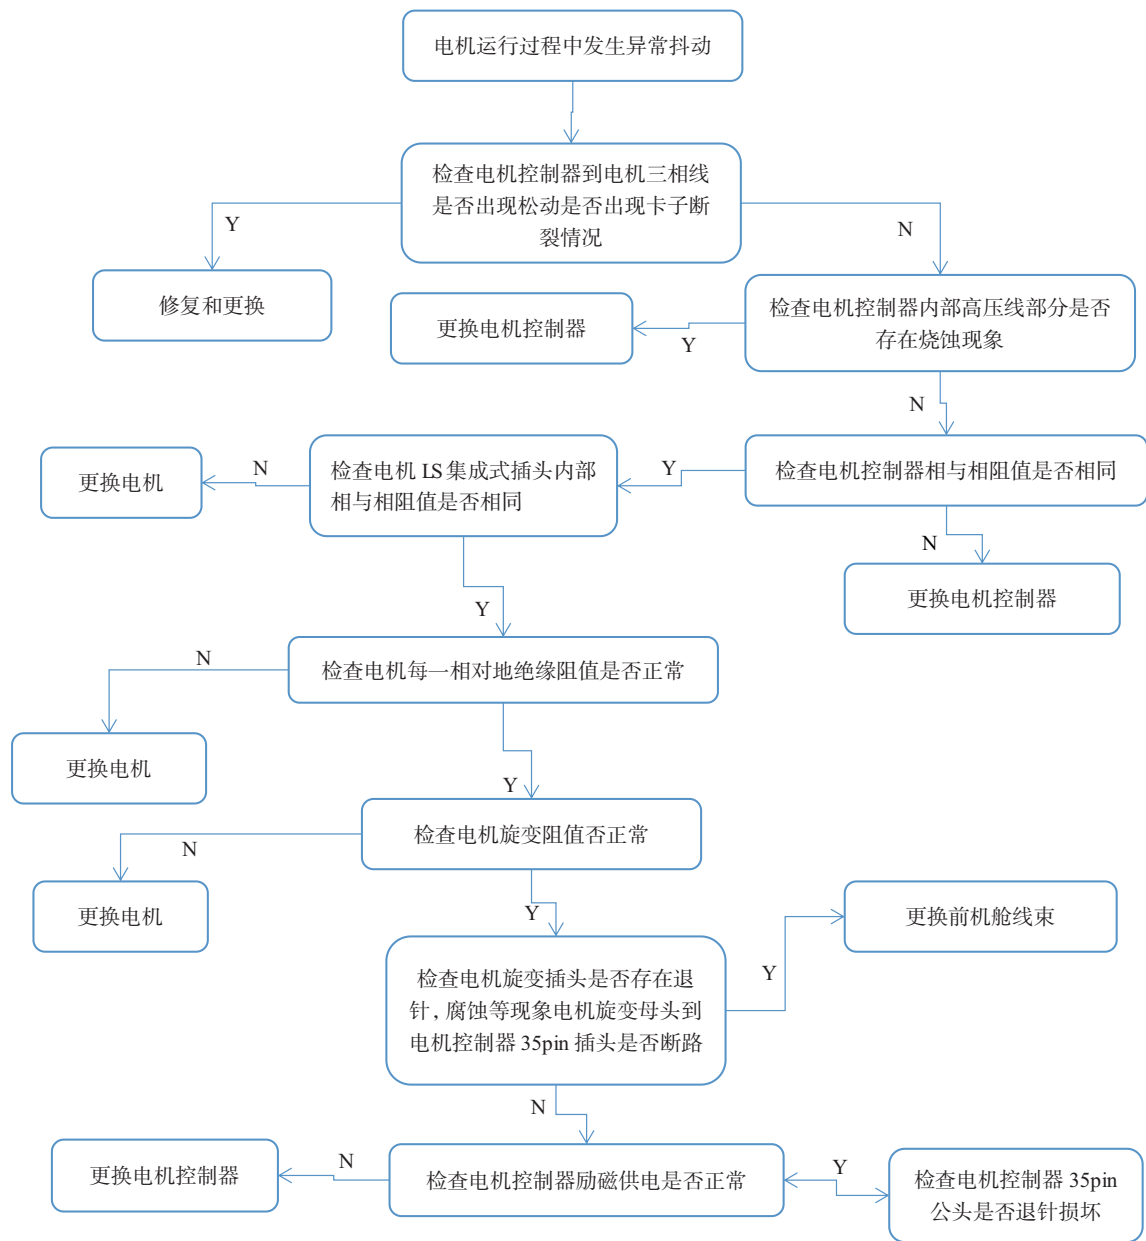 电机运行过程中发生异常抖动
检查电机控制器到电机三相线
是否出现松动是否出现卡子断
裂情况
Y
N
修复和更换
更换电机控制器
Y
检查电机控制器内部高压线部分是否
存在烧蚀现象
N
更换电机
N
检查电机 LS 集成式插头内部
相与相阻值是否相同
Y
检查电机控制器相与相阻值是否相同
N
更换电机控制器
Y
N
检查电机每一相对地绝缘阻值是否正常
更换电机
Y
检查电机旋变阻值否正常
N
更换电机
Y
更换前机舱线束
检查电机旋变插头是否存在退
针，腐蚀等现象电机旋变母头到
电机控制器 35pin 插头是否断路
Y
N
更换电机控制器
N
检查电机控制器励磁供电是否正常
Y
检查电机控制器 35pin
公头是否退针损坏